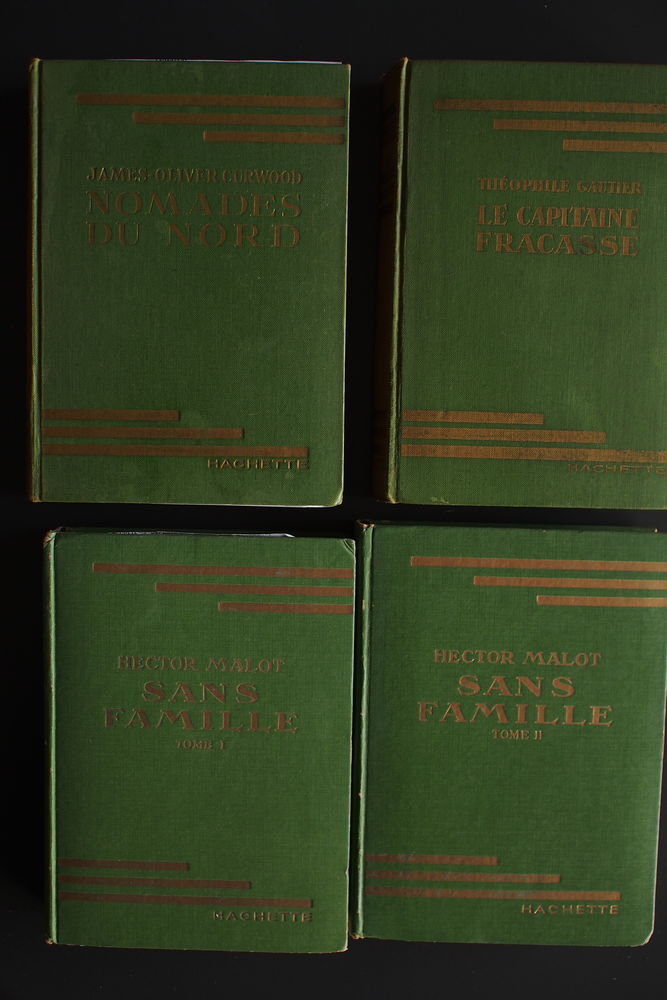 JAMES-OLIVER CURWOOD
NOMADES
DU NORD
HACHETTE
THÉOPHILE GAUTIER
LE CAPITAINE
FRACASSE
HACHETTE
HECTOR MALOT
SANS
FAMILLE
TOME I
HACHETTE
HECTOR MALOT
SANS
FAMILLE
TOME II
HACHETTE